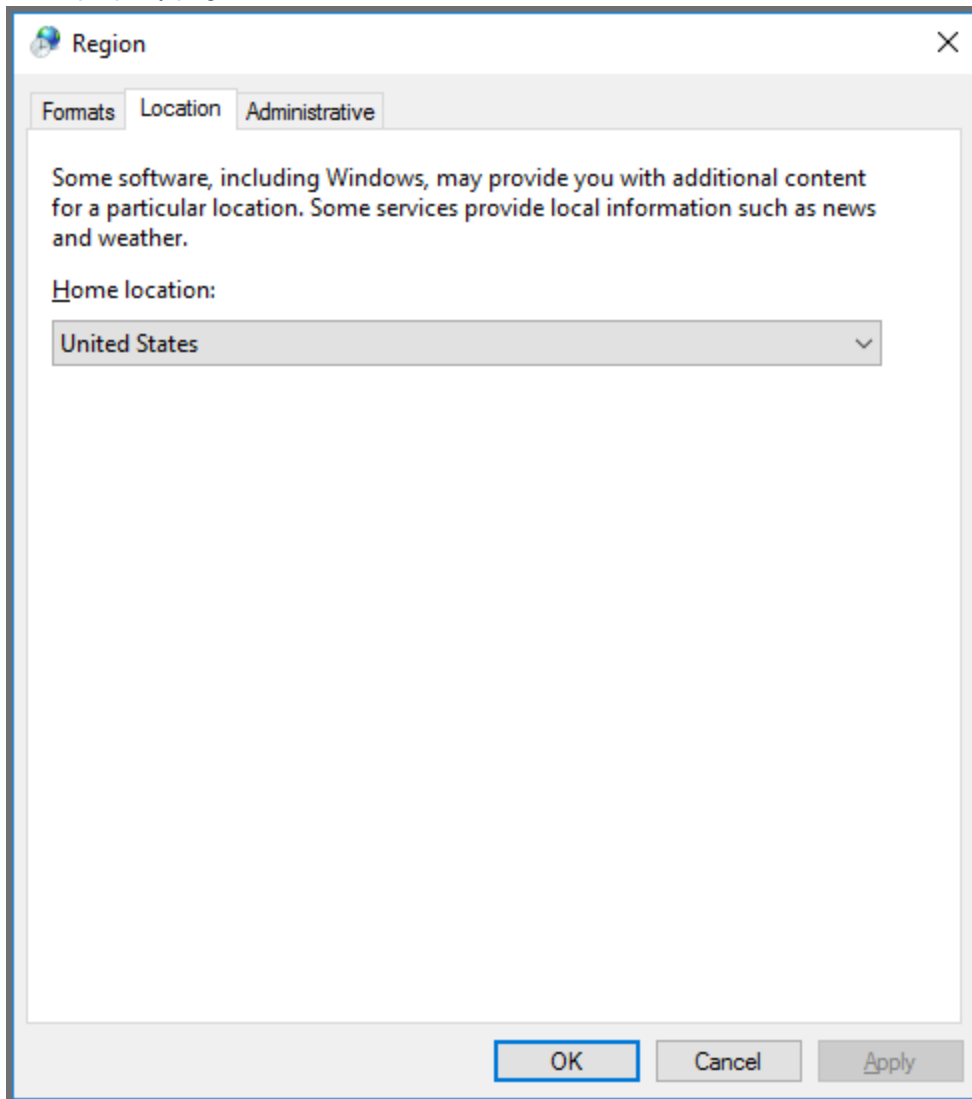 Region
Formats Location Administrative
Some software, including Windows, may provide you with additional content
for a particular location. Some services provide local information such as news
and weather.
Home location:
United States
OK Cancel Apply